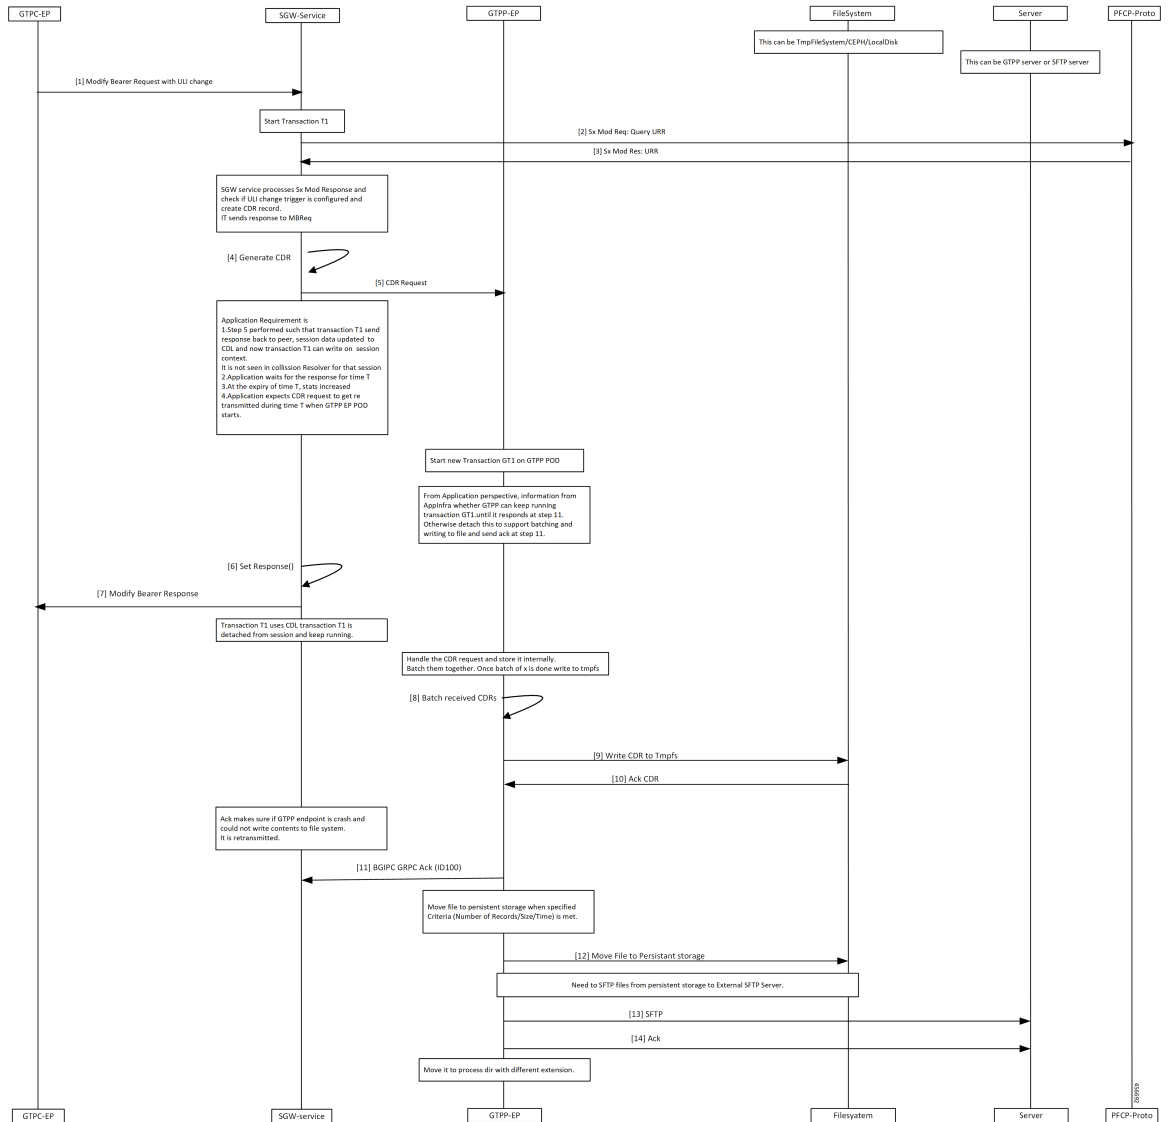 GTPC-EP
SGW-Service
GTPP-EP
FileSystem
Server
PFCP-Proto
This can be TmpFileSystem/CEPH/LocalDisk
This can be GTPP server or SFTP server
[1] Modify Bearer Request with ULI change
Start Transaction T1
[2] Sx Mod Req: Query URR
[3] Sx Mod Res: URR
SGW service processes Sx Mod Response and
check if ULI change trigger is configured and
create CDR record.
IT sends response to MBReq
[4] Generate CDR
[5] CDR Request
Application Requirement is
1.Step 5 performed such that transaction T1 send
response back to peer, session data updated to
CDL and now transaction T1 can write on session
context.
It is not seen in collission Resolver for that session
2.Application waits for the response for time T
3.At the expiry of time T, stats increased
4.Application expects CDR request to get re
transmitted during time T when GTPP EP POD
starts.
Start new Transaction GT1 on GTPP POD
From Application perspective, information from
AppInfra whether GTPP can keep running
transaction GT1.until it responds at step 11.
Otherwise detach this to support batching and
writing to file and send ack at step 11.
[6] Set Response()
[7] Modify Bearer Response
Transaction T1 uses CDL transaction T1 is
detached from session and keep running.
Handle the CDR request and store it internally.
Batch them together. Once batch of x is done write to tmpfs
[8] Batch received CDRs
[9] Write CDR to Tmpfs
[10] Ack CDR
Ack makes sure if GTPP endpoint is crash and
could not write contents to file system.
It is retransmitted.
[11] BGIPC GRPC Ack (ID100)
Move file to persistent storage when specified
Criteria (Number of Records/Size/Time) is met.
[12] Move File to Persistant storage
Need to SFTP files from persistent storage to External SFTP Server.
[13] SFTP
[14] Ack
Move it to process dir with different extension.
456692
GTPC-EP
SGW-service
GTPP-EP
Filesyatem
Server
PFCP-Proto